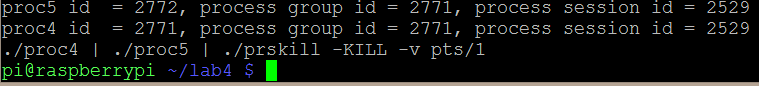 proc5 id  = 2772, process group id = 2771, process session id = 2529
proc4 id  = 2771, process group id = 2771, process session id = 2529
./proc4 | ./proc5 | ./prskill -KILL -v pts/1
pi@raspberrypi ~/lab4 $